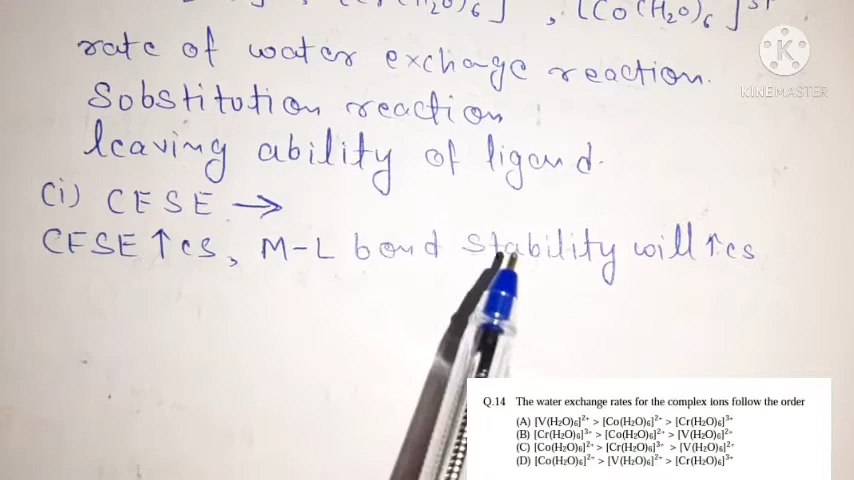 (H2O)6] , [Co(H2O)6]3+
rate of water exchange reaction.
Sobstitution reaction
leaving ability of ligand.
(i) CFSE →
CFSE ↑es, M-L bond stability will ↑es
KINEMASTER
Q.14 The water exchange rates for the complex ions follow the order
(A) [V(H2O)6]2+ > [Co(H2O)6]2+ > [Cr(H2O)6]3+
(B) [Cr(H2O)6]3+ > [Co(H2O)6]2+ > [V(H2O)6]2+
(C) [Co(H2O)6]2+ > [Cr(H2O)6]3+ > [V(H2O)6]2+
(D) [Co(H2O)6]2+ > [V(H2O)6]2+ > [Cr(H2O)6]3+